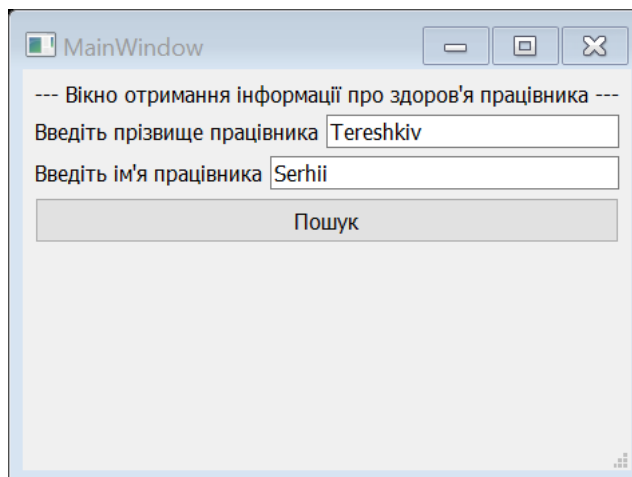 MainWindow
--- Вікно отримання інформації про здоров'я працівника ---
Введіть прізвище працівника Tereshkiv
Введіть ім'я працівника Serhii
Пошук